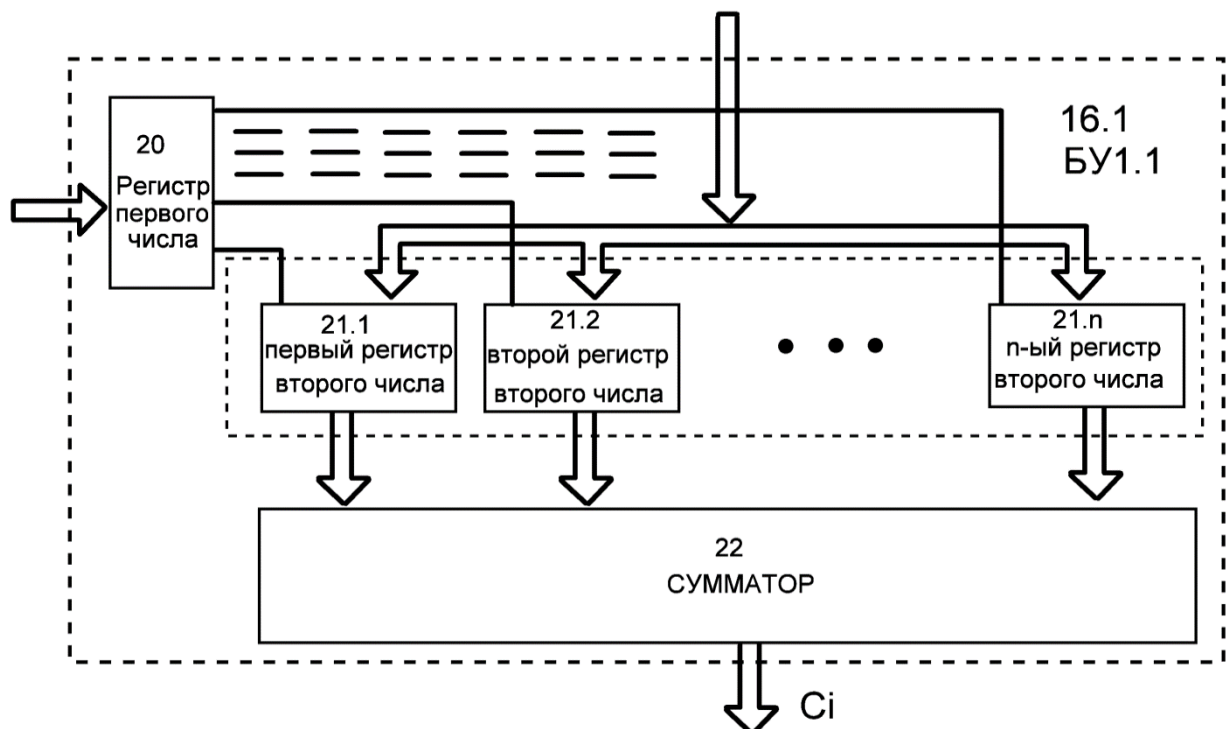 16.1
БУ1.1
20
Регистр
первого
числа
21.1
первый регистр
второго числа
21.2
второй регистр
второго числа
21.n
n-ый регистр
второго числа
22
СУММАТОР
Ci